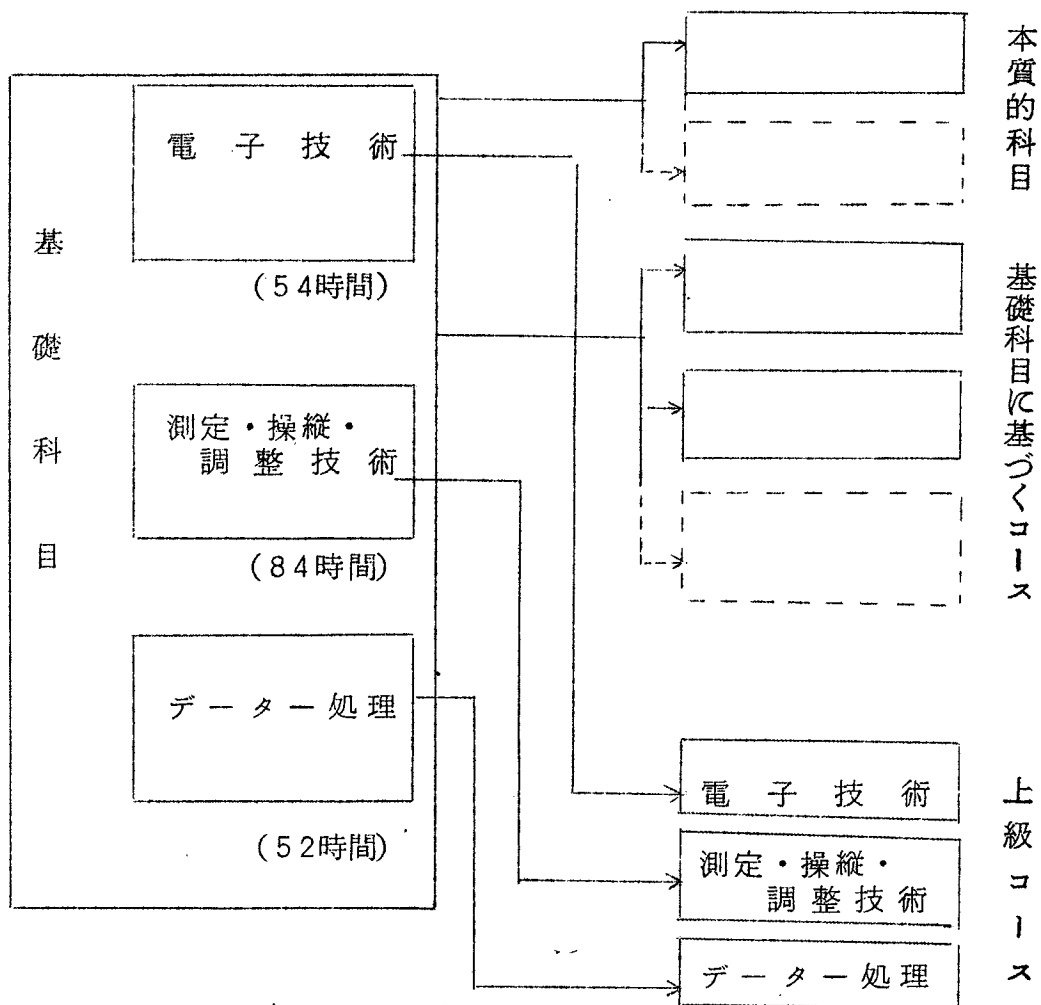 基礎科目
電子技術
(54時間)
測定・操縦・
調整技術
(84時間)
データー処理
(52時間)
本質的科目
基礎科目に基づくコース
上級コース
電子技術
測定・操縦・
調整技術
データー処理